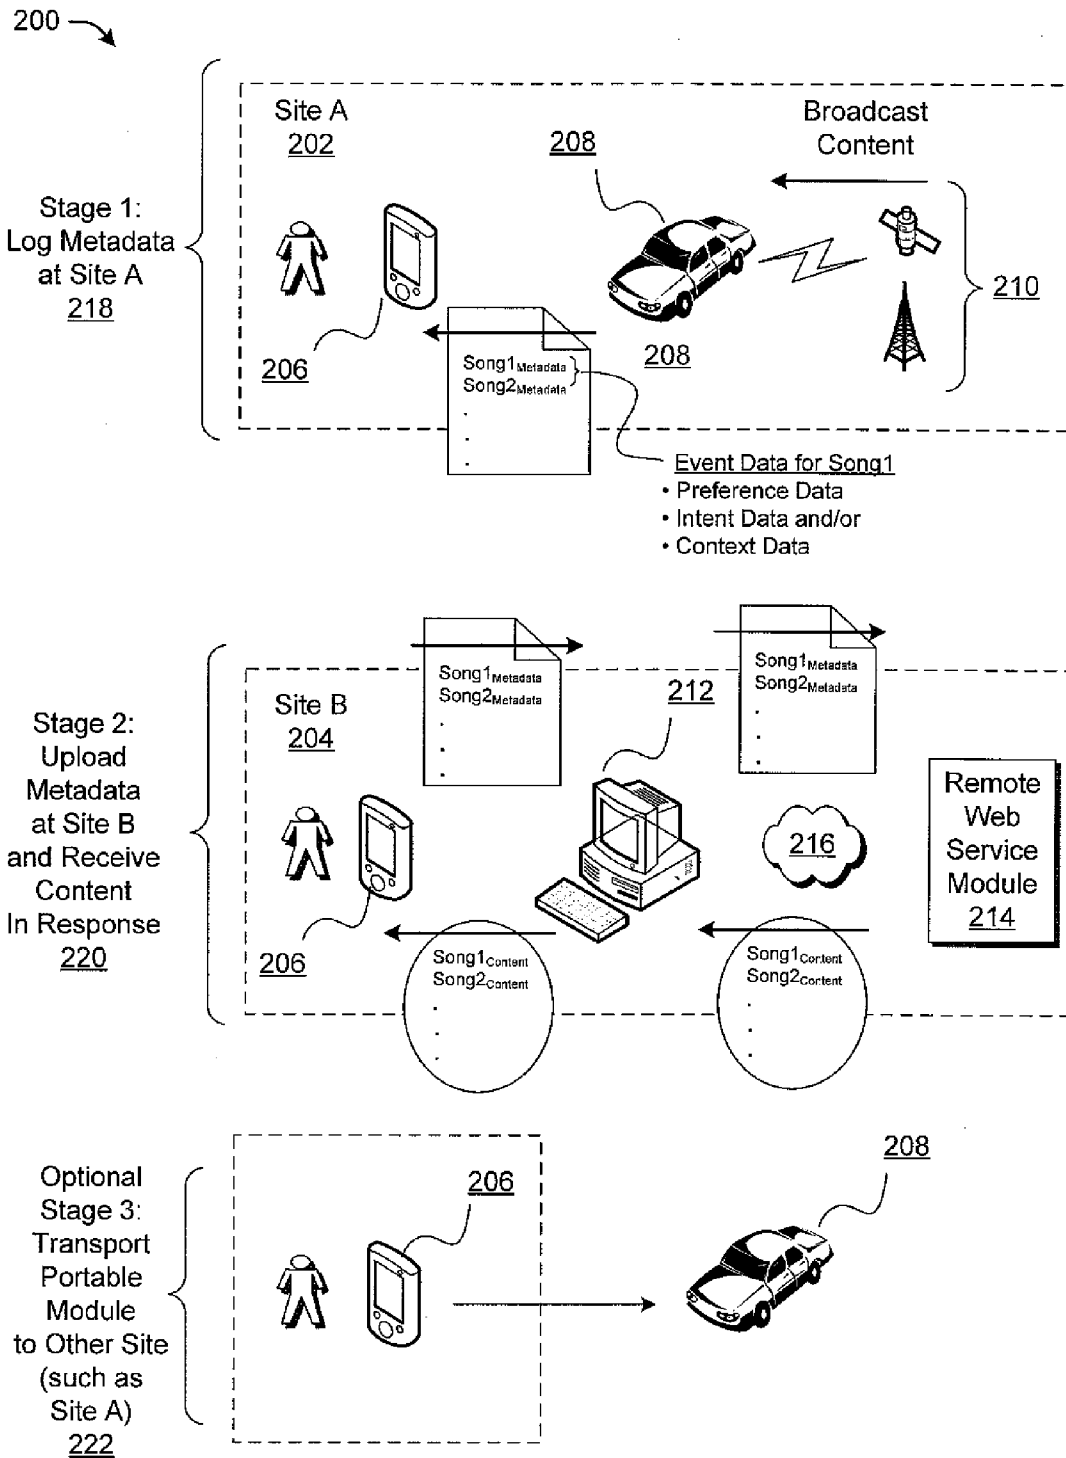 200
Site A
202
208
Broadcast
Content
Stage 1:
Log Metadata
at Site A
218
210
206
208
Song1Metadata
Song2Metadata
.
.
.
Event Data for Song1
• Preference Data
• Intent Data and/or
• Context Data
Song1Metadata
Song2Metadata
.
.
.
Song1Metadata
Song2Metadata
.
.
.
Site B
204
212
Stage 2:
Upload
Metadata
at Site B
and Receive
Content
In Response
220
216
Remote
Web
Service
Module
214
206
Song1Content
Song2Content
.
.
.
Song1Content
Song2Content
.
.
.
Optional
Stage 3:
Transport
Portable
Module
to Other Site
(such as
Site A)
222
206
208